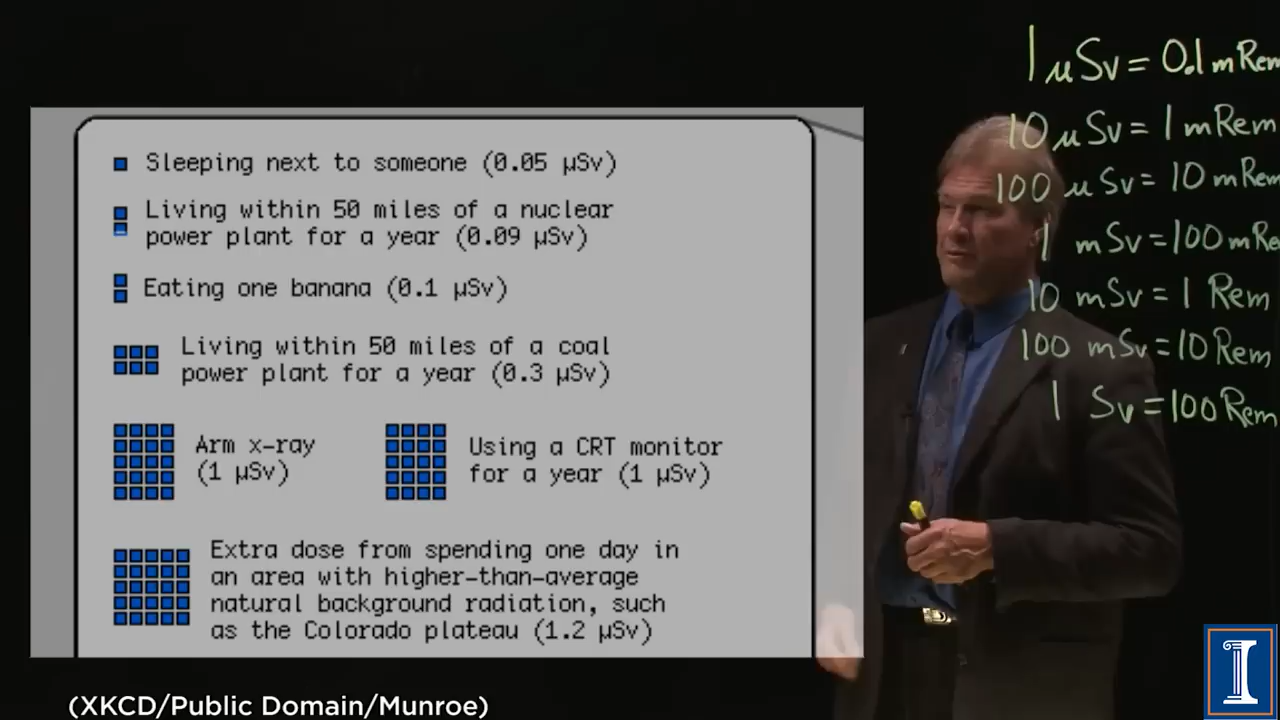 Sleeping next to someone (0.05 µSv)
Living within 50 miles of a nuclear
power plant for a year (0.09 µSv)
Eating one banana (0.1 µSv)
Living within 50 miles of a coal
power plant for a year (0.3 µSv)
Arm x-ray
(1 µSv)
Using a CRT monitor
for a year (1 µSv)
Extra dose from spending one day in
an area with higher-than-average
natural background radiation, such
as the Colorado plateau (1.2 µSv)
(XKCD/Public Domain/Munroe)
1 µSv = 0.1 mRem
10 µSv = 1 mRem
100 µSv = 10 mRem
1 mSv = 100 mRe
10 mSv = 1 Rem
100 mSv = 10 Rem
1 Sv = 100 Rem
I